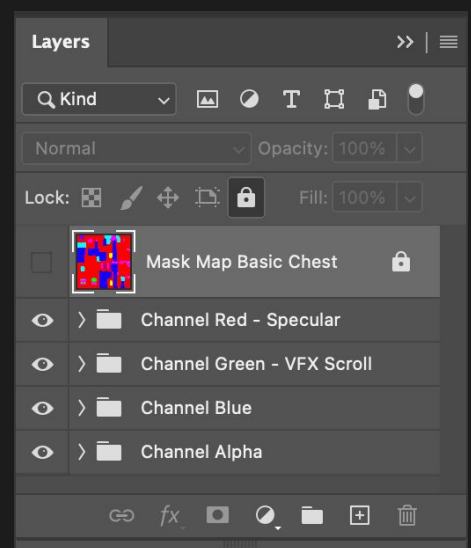 Layers
Kind
Normal Opacity: 100%
Lock: Fill: 100%
Mask Map Basic Chest
Channel Red - Specular
Channel Green - VFX Scroll
Channel Blue
Channel Alpha
fx